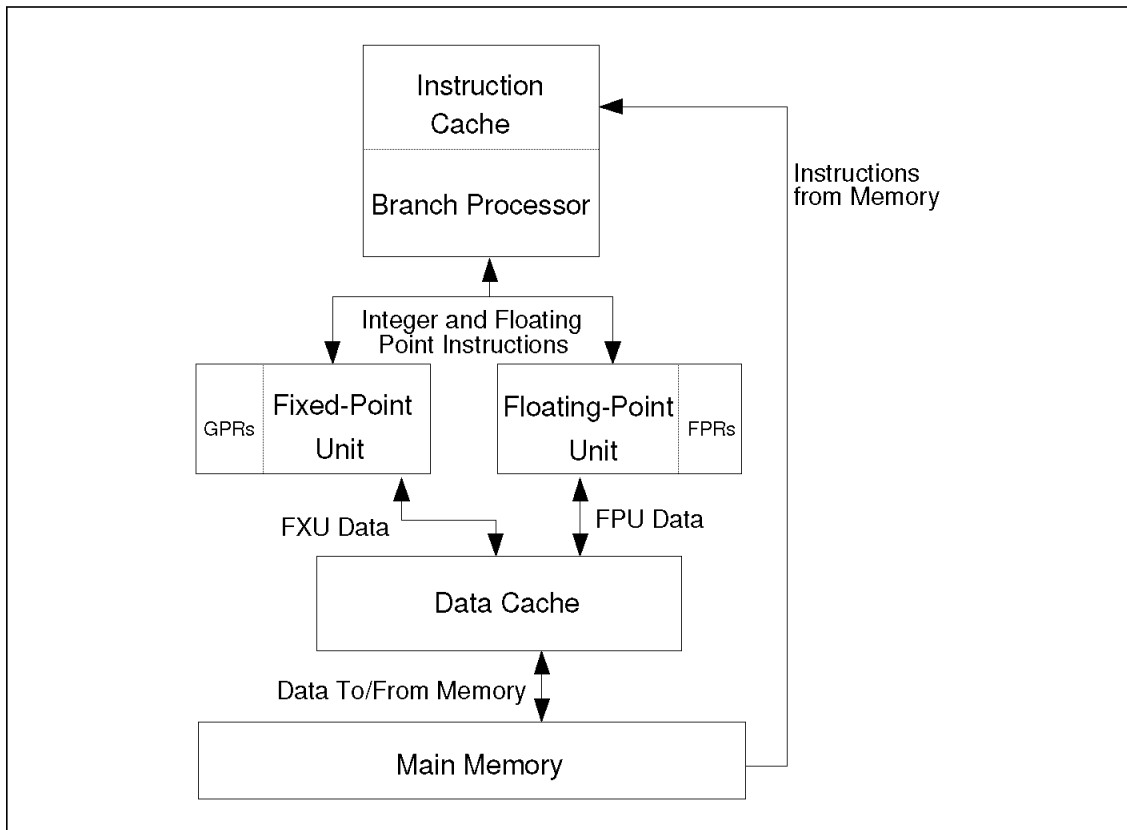 Instruction
Cache
Branch Processor
Instructions
from Memory
Integer and Floating
Point Instructions
GPRs
Fixed-Point
Unit
Floating-Point
Unit
FPRs
FXU Data
FPU Data
Data Cache
Data To/From Memory
Main Memory